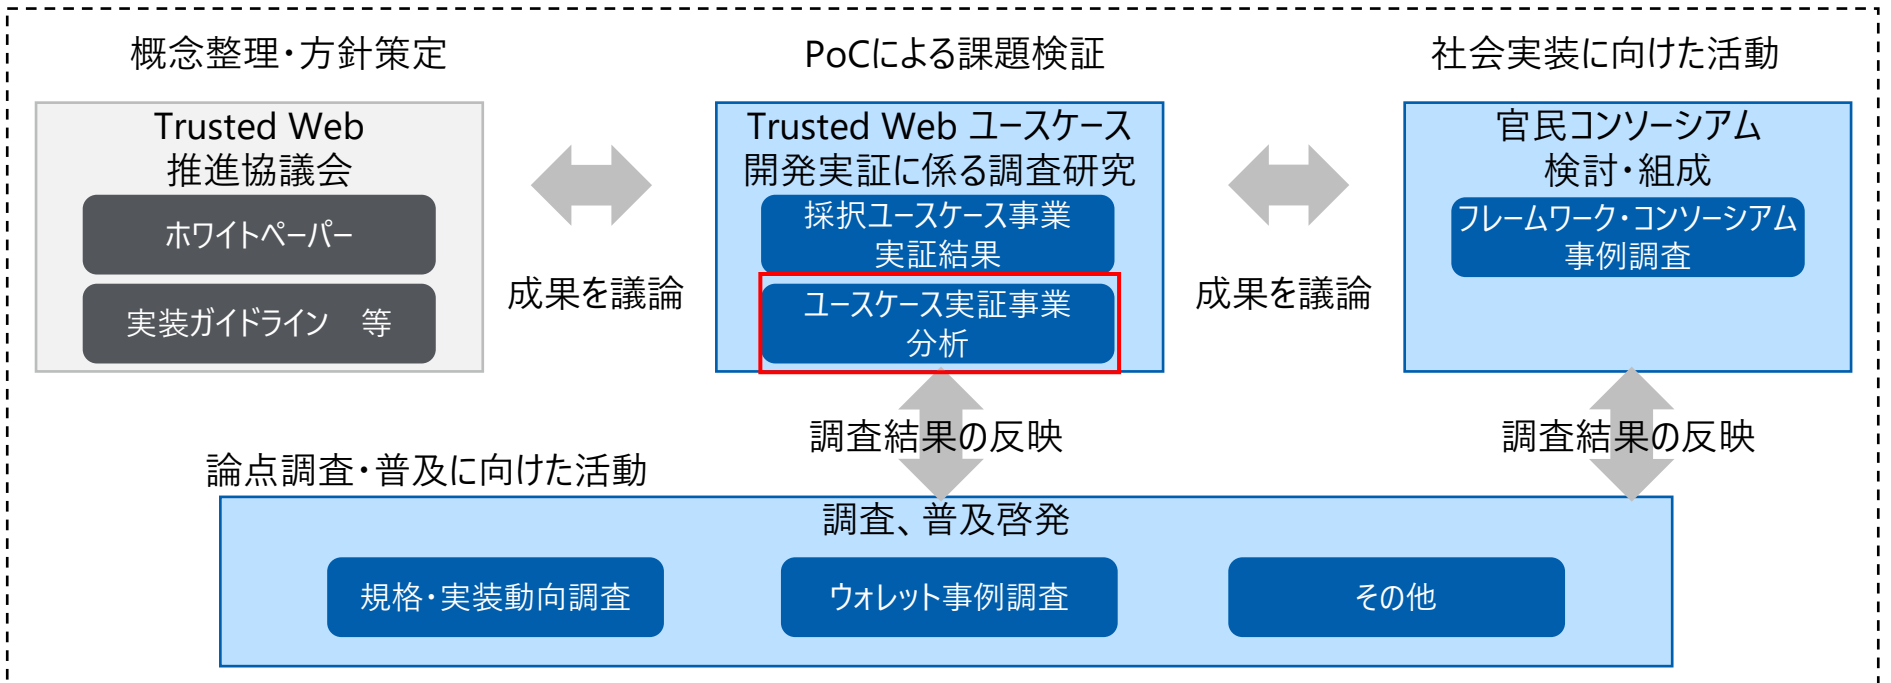 概念整理・方針策定
PoCによる課題検証
社会実装に向けた活動
Trusted Web
推進協議会
ホワイトペーパー
実装ガイドライン　等
成果を議論
Trusted Web ユースケース
開発実証に係る調査研究
採択ユースケース事業
実証結果
ユースケース実証事業
分析
成果を議論
官民コンソーシアム
検討・組成
フレームワーク・コンソーシアム
事例調査
調査結果の反映
調査結果の反映
論点調査・普及に向けた活動
調査、普及啓発
規格・実装動向調査
ウォレット事例調査
その他